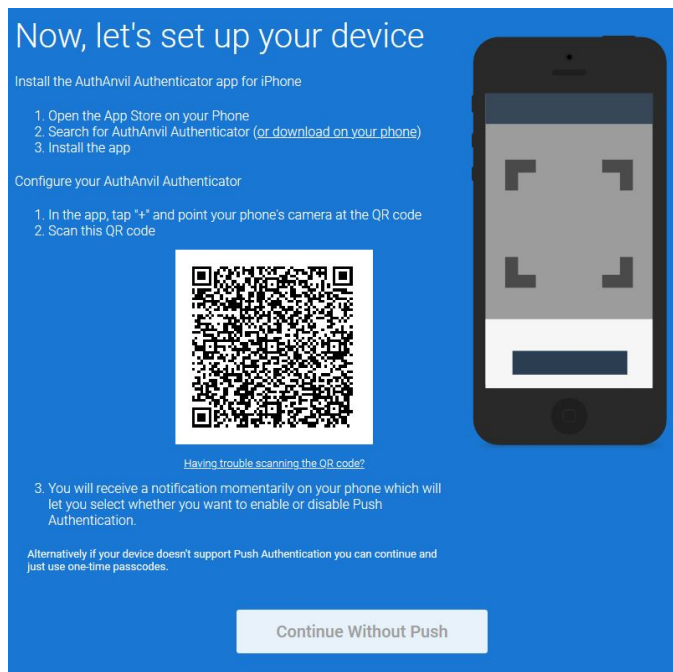 Now, let's set up your device
Install the AuthAnvil Authenticator app for iPhone
1. Open the App Store on your Phone
2. Search for AuthAnvil Authenticator (or download on your phone)
3. Install the app
Configure your AuthAnvil Authenticator
1. In the app, tap "+" and point your phone's camera at the QR code
2. Scan this QR code
Having trouble scanning the QR code?
3. You will receive a notification momentarily on your phone which will
let you select whether you want to enable or disable Push
Authentication.
Alternatively if your device doesn't support Push Authentication you can continue and
just use one-time passcodes.
Continue Without Push